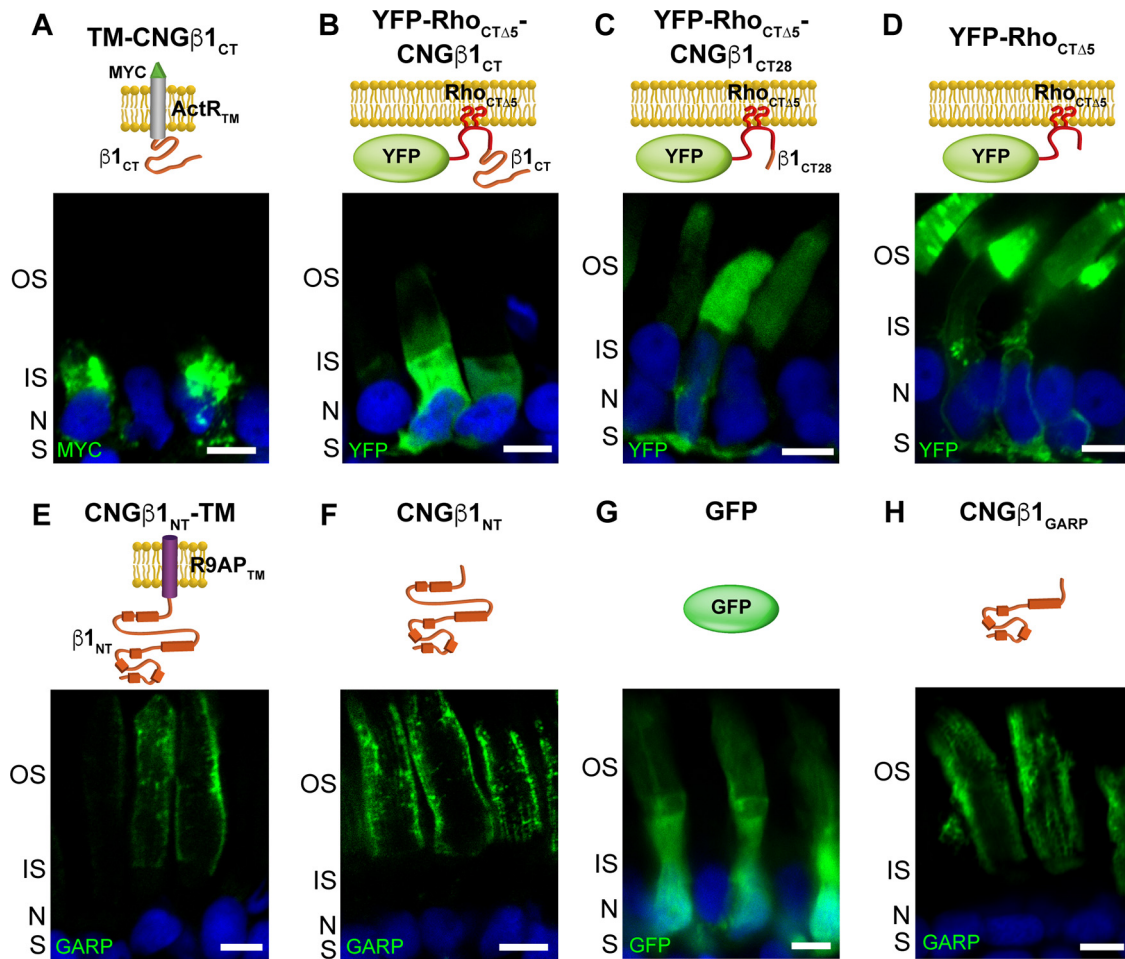 A
TM-CNGβ1CT
MYC
ActRTM
β1CT
OS
IS
N
S
MYC
B
YFP-RhoCTΔ5-
CNGβ1CT
RhoCTΔ5
YFP
β1CT
YFP
C
YFP-RhoCTΔ5-
CNGβ1CT28
RhoCTΔ5
YFP
β1CT28
OS
IS
N
S
YFP
D
YFP-RhoCTΔ5
RhoCTΔ5
YFP
OS
IS
N
S
YFP
E
CNGβ1NT-TM
R9APTM
β1NT
OS
IS
N
S
GARP
F
CNGβ1NT
OS
IS
N
S
GARP
G
GFP
GFP
OS
IS
N
S
GFP
H
CNGβ1GARP
OS
IS
N
S
GARP